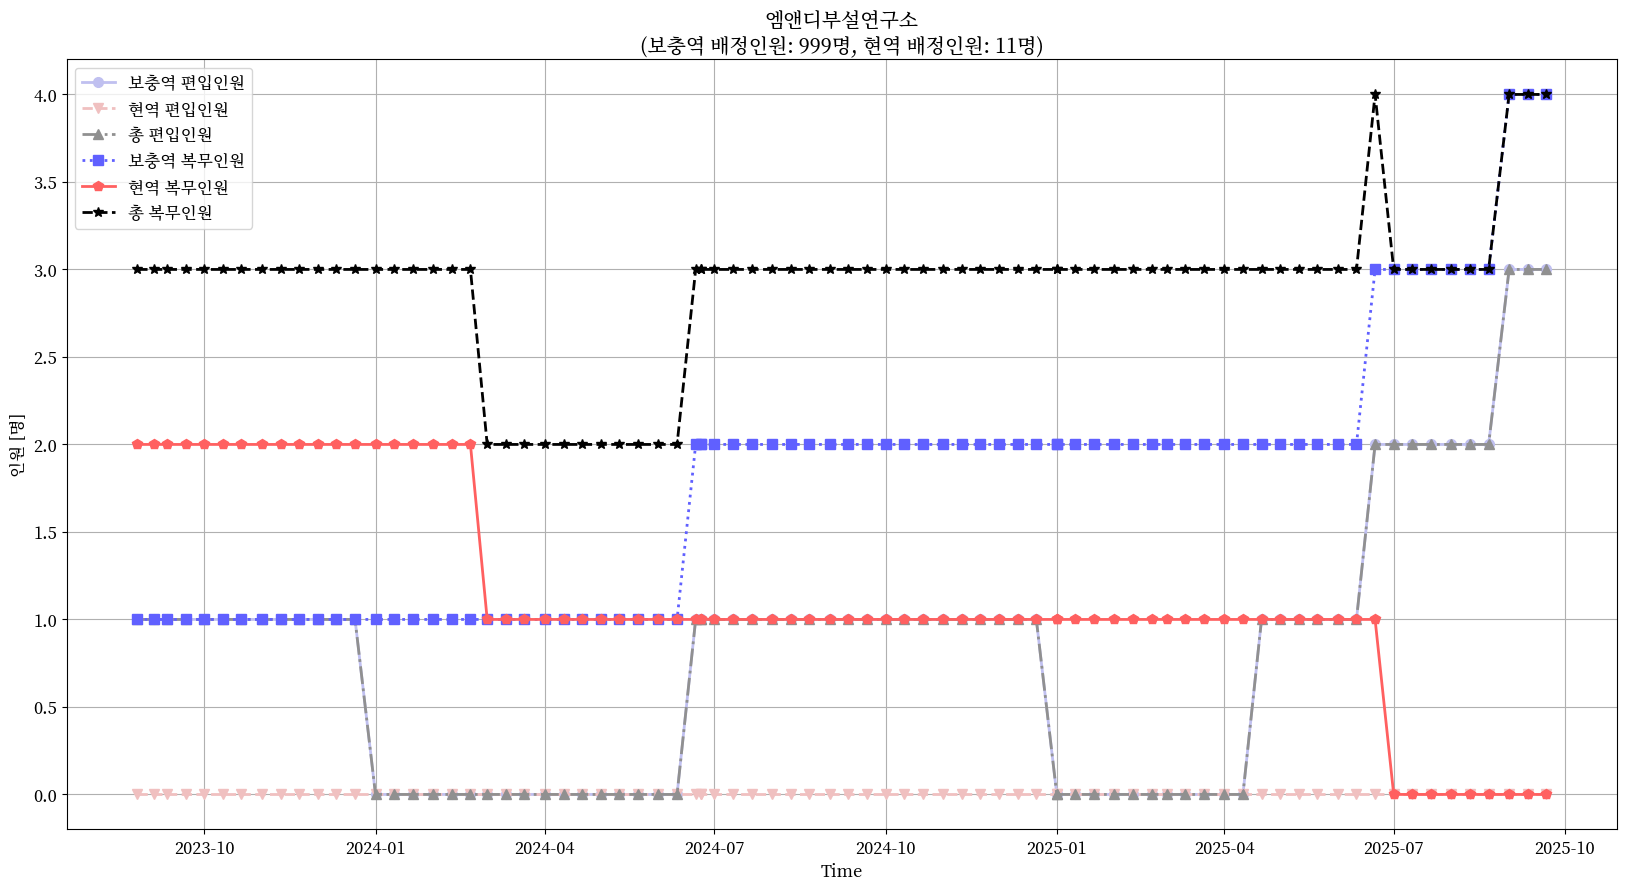 엠앤디부설연구소
(보충역 배정인원: 999명, 현역 배정인원: 11명)
보충역 편입인원
현역 편입인원
총 편입인원
보충역 복무인원
현역 복무인원
총 복무인원
인원 [명]
4.0
3.5
3.0
2.5
2.0
1.5
1.0
0.5
0.0
2023-10
2024-01
2024-04
2024-07
2024-10
2025-01
2025-04
2025-07
2025-10
Time